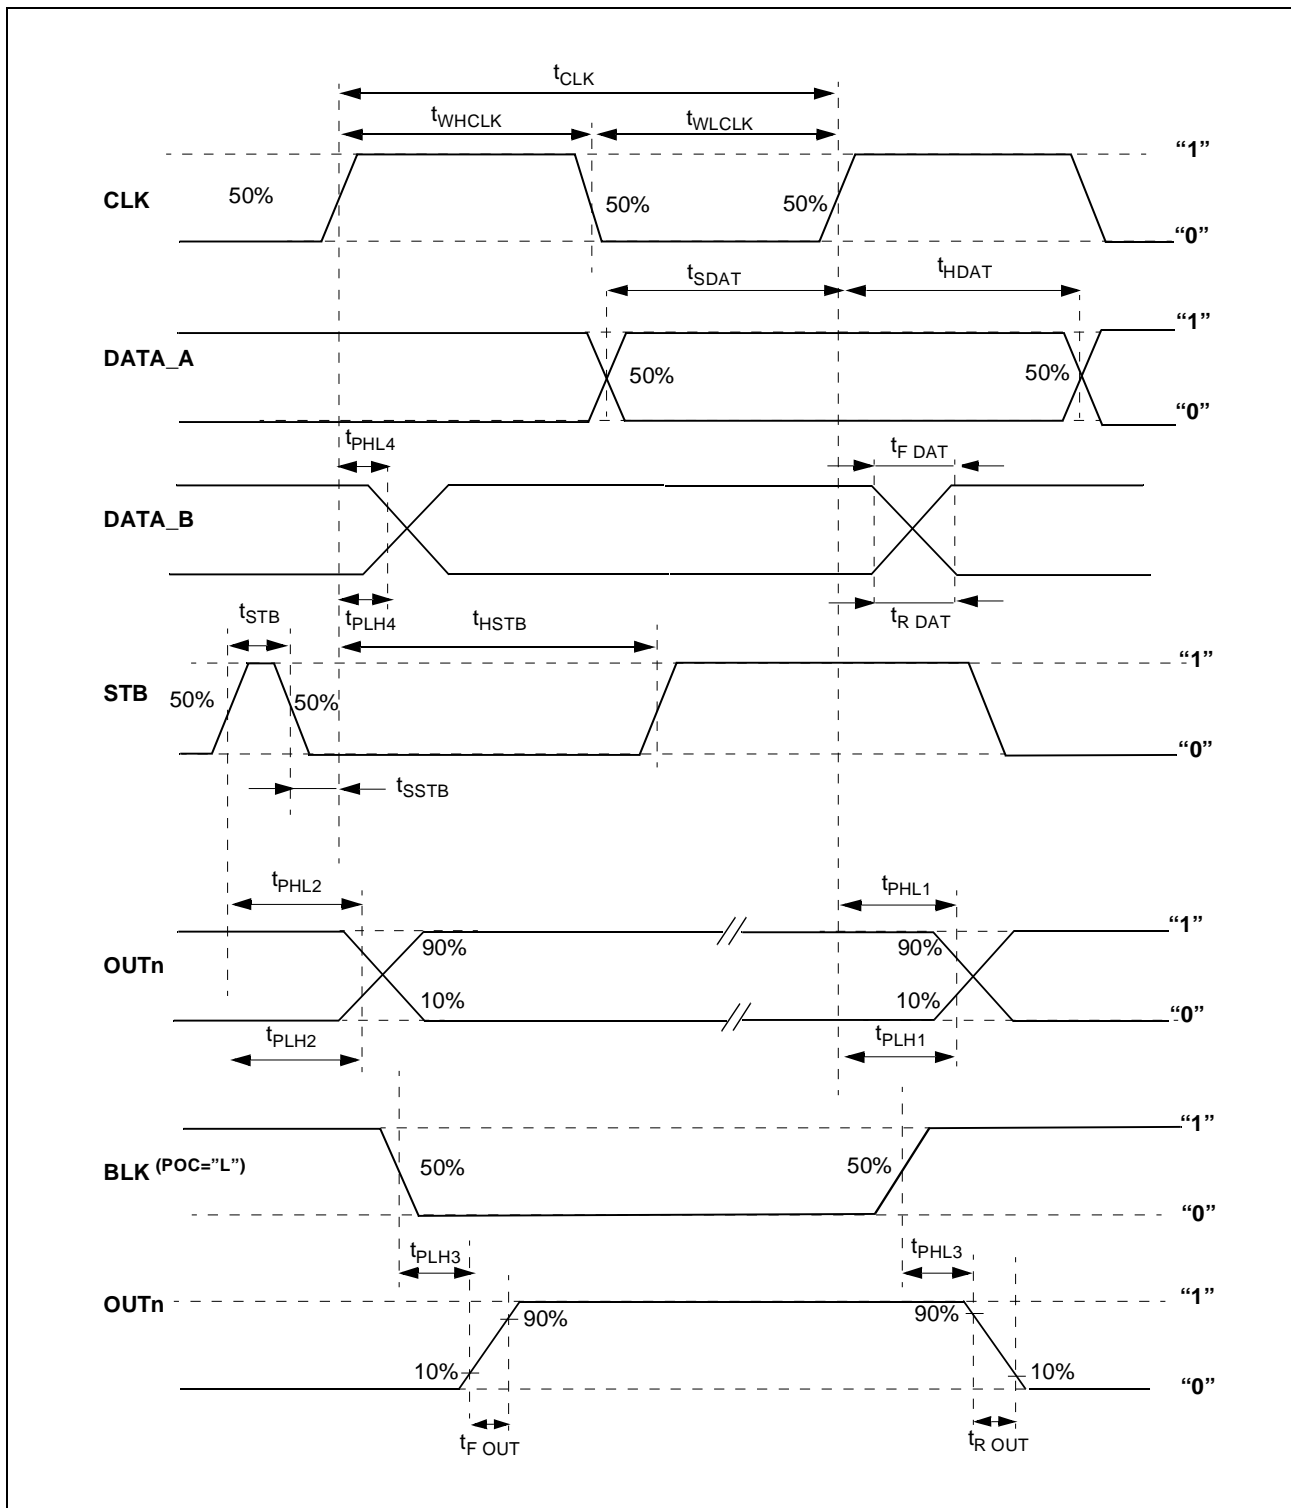 tCLK
tWHCLK tWLCLK
“1”
CLK 50% 50% 50%
“0”
tSDAT tHDAT
“1”
DATA_A 50% 50%
“0”
tPHL4 tF DAT
DATA_B
tSTB tPLH4 tHSTB tR DAT
“1”
STB 50% 50%
“0”
tSSTB
tPHL2 tPHL1
“1”
90% 90%
OUTn
10% 10%
“0”
tPLH2 tPLH1
“1”
BLK (POC=”L”) 50% 50%
“0”
tPLH3 tPHL3
OUTn “1”
90% 90%
10% 10%
“0”
tF OUT tR OUT